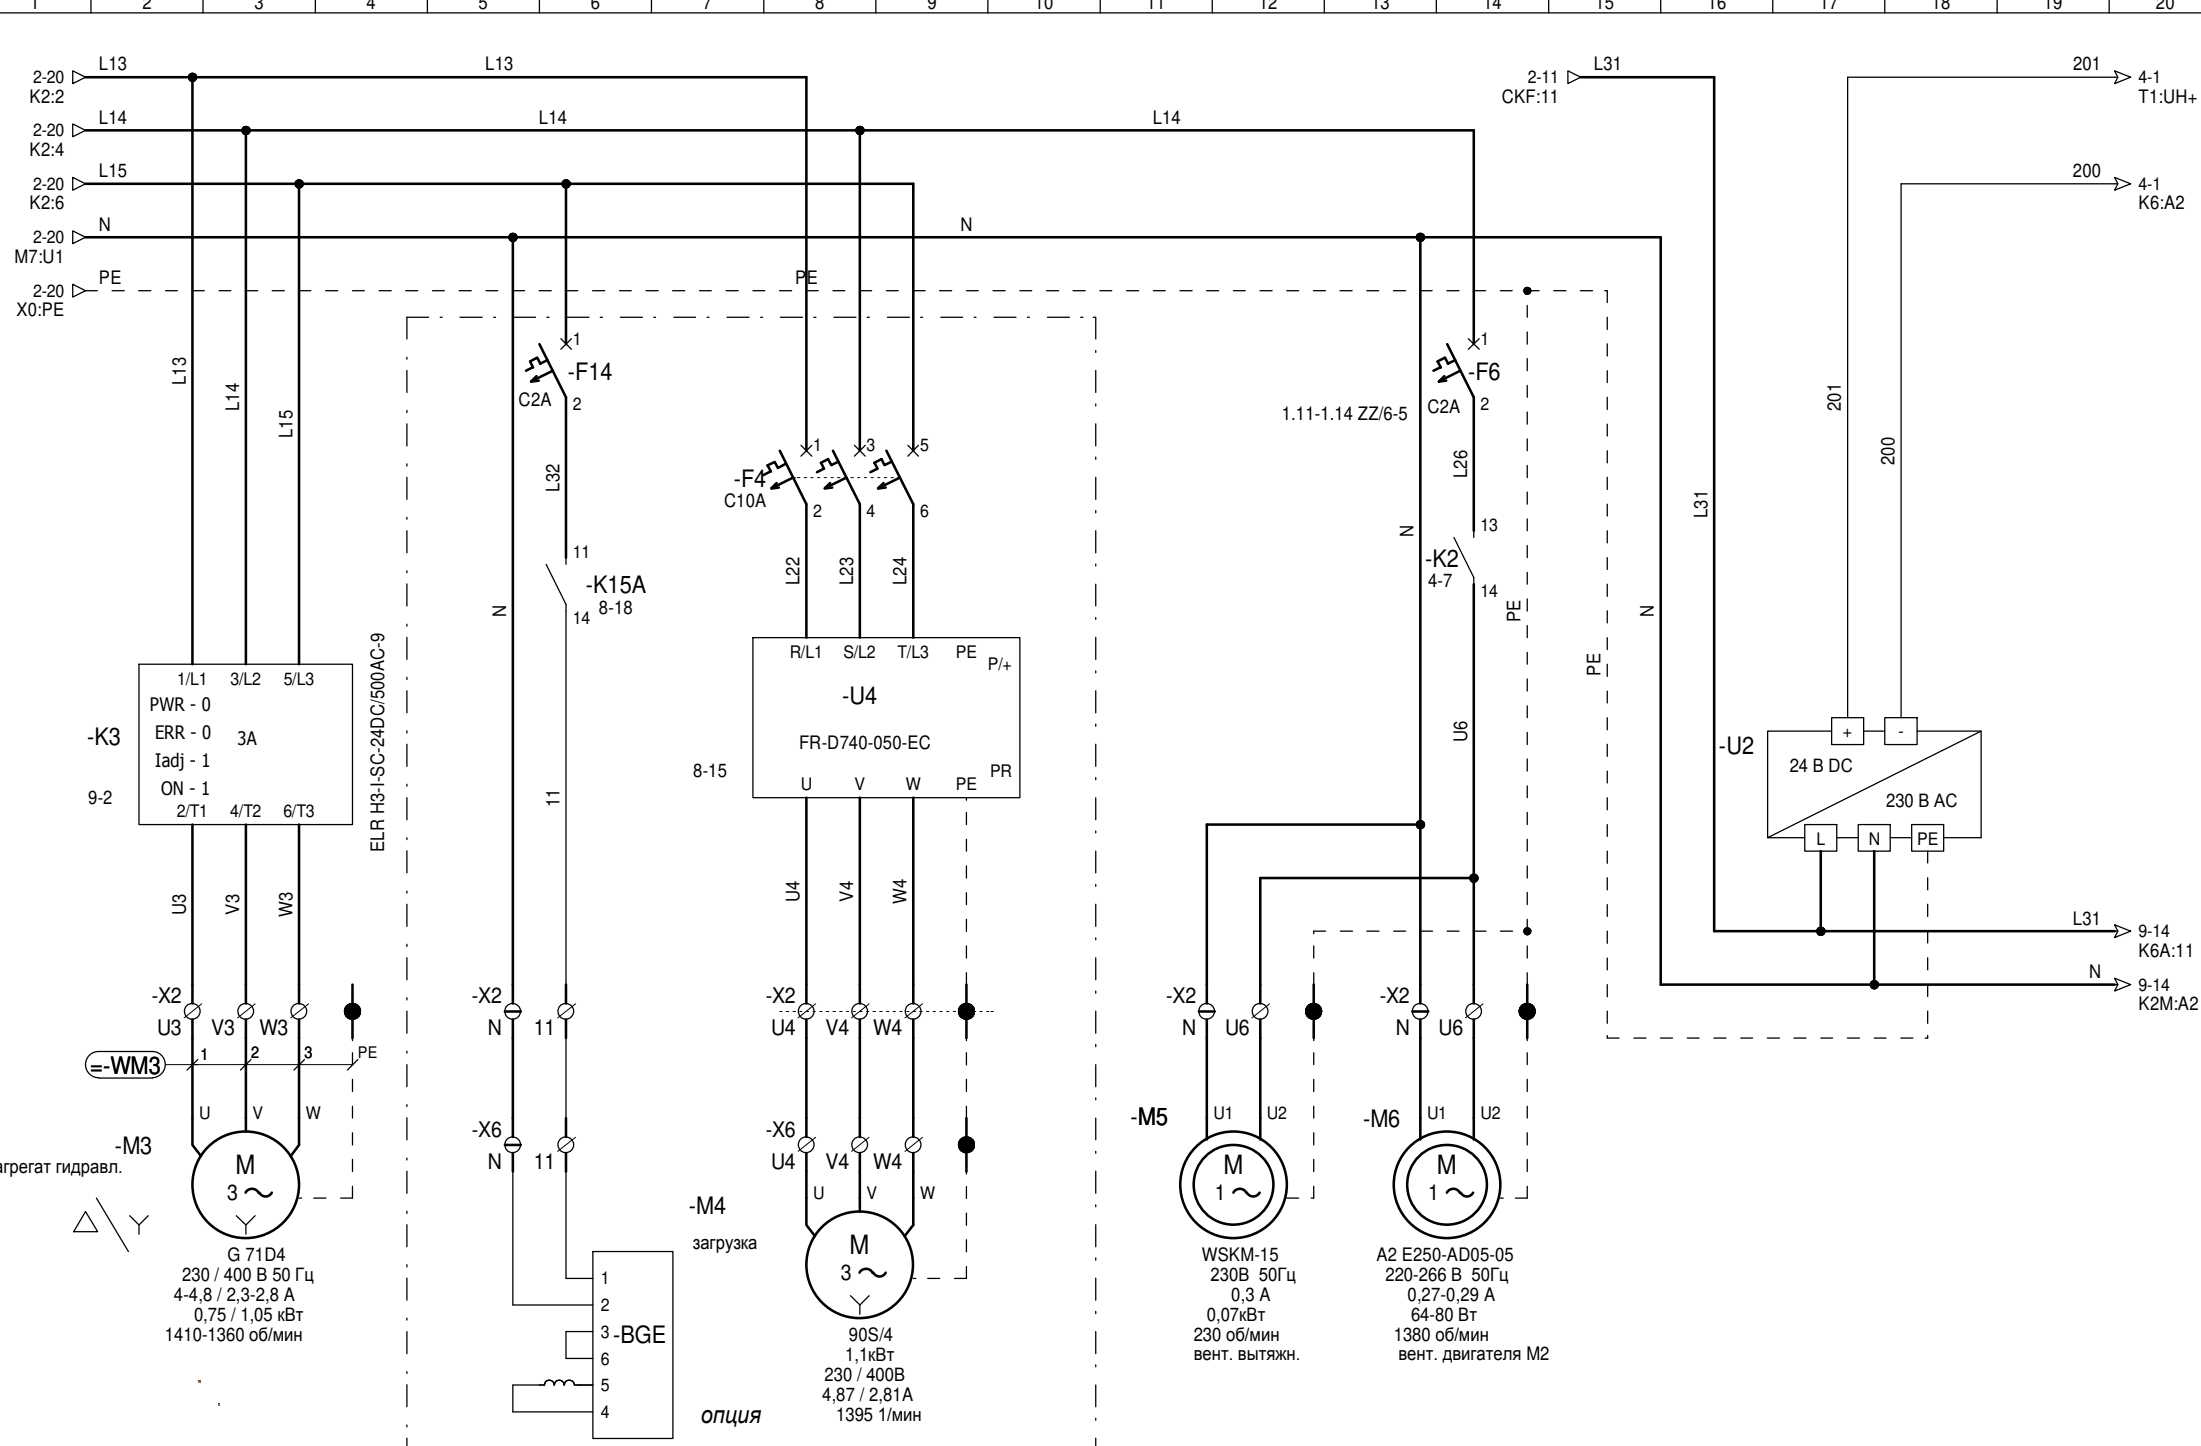 1 2 3 4 5 6 7 8 9 10 11 12 13 14 15 16 17 18 19 20
2-20 L13 L13
K2:2
2-11 L31
CKF:11
201 4-1
T1:UH+
2-20 L14 L14 L14
K2:4
2-20 L15
K2:6
200 4-1
K6:A2
2-20 N N
M7:U1
2-20 PE PE
X0:PE
L13
L14
L15
1
-F14
C2A 2
L32
11
-K15A
14 8-18
N
11
1 3 5
-F4
C10A
2 4 6
L22
L23
L24
1
-F6
1.11-1.14 ZZ/6-5 C2A 2
L26
N
13
-K2
4-7
14
PE
U6
PE
N
L31
201
200
1/L1 3/L2 5/L3
PWR - 0
ERR - 0 3A
Iadj - 1
ON - 1
2/T1 4/T2 6/T3
-K3
9-2
ELR H3-I-SC-24DC/500AC-9
R/L1 S/L2 T/L3 PE P/+
-U4
FR-D740-050-EC
8-15
PR
U V W PE
-U2
+ -
24 В DC
230 В AC
L N PE
U3
V3
W3
U4
V4
W4
L31 9-14
K6A:11
N 9-14
K2M:A2
-X2
U3 V3 W3
-X2
N 11
-X2
U4 V4 W4
-X2
N U6
-X2
N U6
=-WM3 1 2 3 PE
U V W
-M3
агрегат гидравл.
M
3
G 71D4
230 / 400 В 50 Гц
4-4,8 / 2,3-2,8 А
0,75 / 1,05 кВт
1410-1360 об/мин
-X6
N 11
-X6
U4 V4 W4
1
2
3
6
5
4
-BGE
опция
-M4
загрузка
U V W
M
3
90S/4
1,1кВт
230 / 400В
4,87 / 2,81А
1395 1/мин
-M5
U1 U2
M
1
WSKM-15
230В 50Гц
0,3 А
0,07кВт
230 об/мин
вент. вытяжн.
-M6
U1 U2
M
1
A2 E250-AD05-05
220-266 В 50Гц
0,27-0,29 А
64-80 Вт
1380 об/мин
вент. двигателя М2